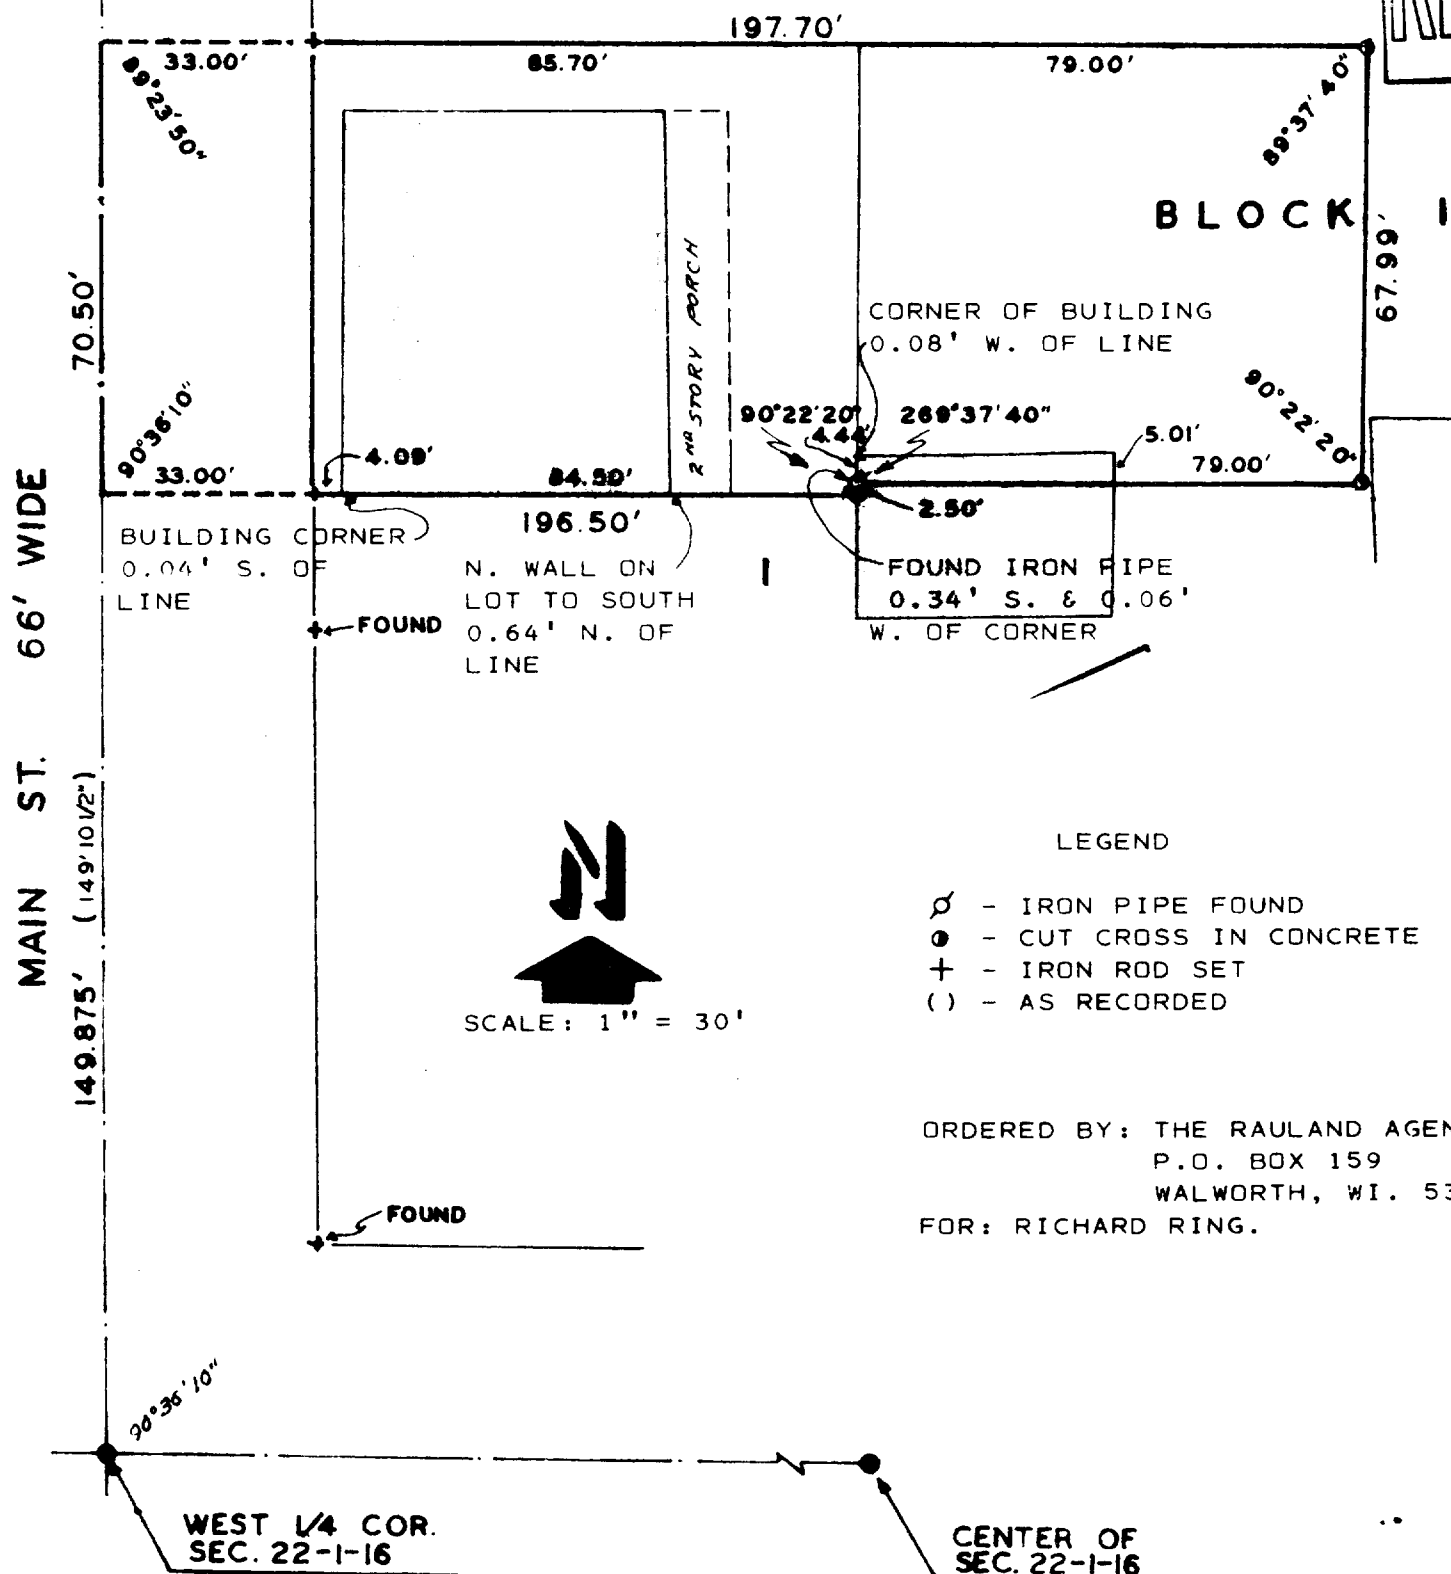 197.70'
33.00'
85.70'
79.00'
89°23'50"
89°37'40"
BLOCK 1
70.50'
2ND STORY PORCH
67.99'
CORNER OF BUILDING
0.08' W. OF LINE
90°36'10"
90°22'20"
269°37'40"
90°22'20"
4.44'
5.01'
4.09'
33.00'
84.50'
79.00'
2.50'
196.50'
BUILDING CORNER
0.04' S. OF
LINE
N. WALL ON
LOT TO SOUTH
0.64' N. OF
LINE
1
FOUND IRON PIPE
0.34' S. & 0.06'
W. OF CORNER
FOUND
MAIN ST. 66' WIDE
149.875' (149'10 1/2")
N
SCALE: 1" = 30'
LEGEND
- IRON PIPE FOUND
- CUT CROSS IN CONCRETE
+ - IRON ROD SET
( ) - AS RECORDED
ORDERED BY: THE RAULAND AGEN
P.O. BOX 159
WALWORTH, WI. 53
FOR: RICHARD RING.
FOUND
90°36'10"
WEST 1/4 COR.
SEC. 22-1-16
CENTER OF
SEC. 22-1-16